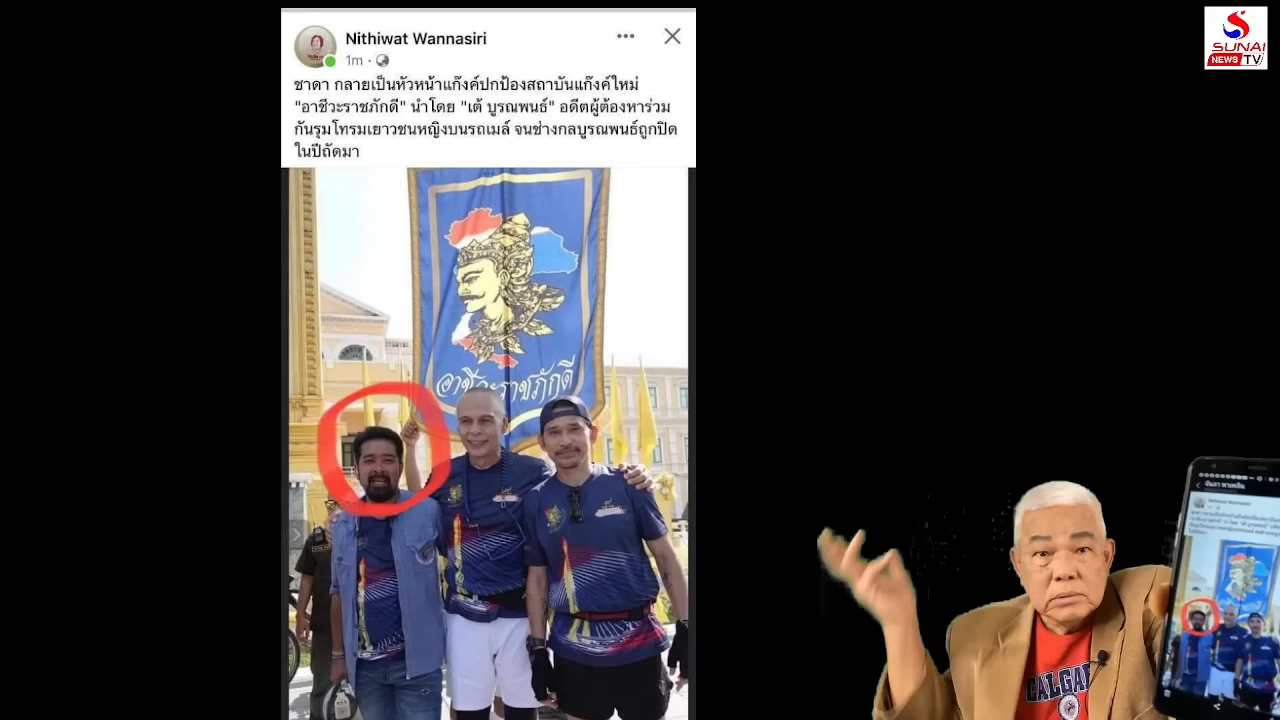 Nithiwat Wannasiri
1m
ชาดา กลายเป็นหัวหน้าแก๊งค์ปกป้องสถาบันแก๊งค์ใหม่
"อาชีวะราชภักดี" นำโดย "เต้ บูรณพนธ์" อดีตผู้ต้องหาร่วม
กันรุมโทรมเยาวชนหญิงบนรถเมล์ จนช่างกลบูรณพนธ์ถูกปิด
ในปีถัดมา
อาชีวะราชภักดี
SUNAI
NEWS TV
CALGA
Nithiwat Wannasiri